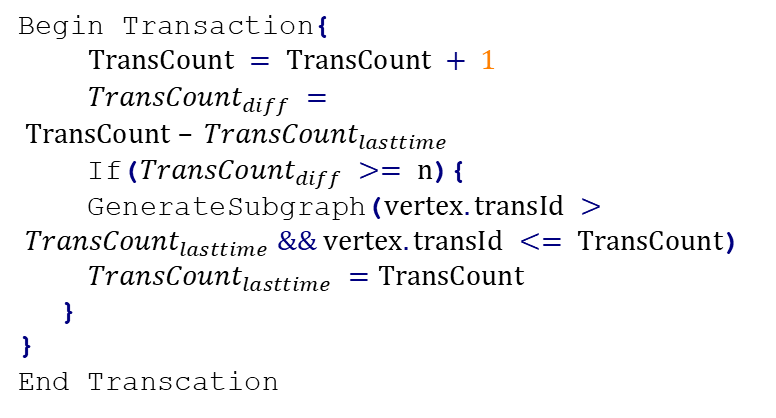 Begin Transaction{
TransCount = TransCount + 1
TransCount_diff =
TransCount – TransCount_lasttime
If(TransCount_diff >= n){
GenerateSubgraph(vertex.transId >
TransCount_lasttime && vertex.transId <= TransCount)
TransCount_lasttime = TransCount
}
}
End Transcation